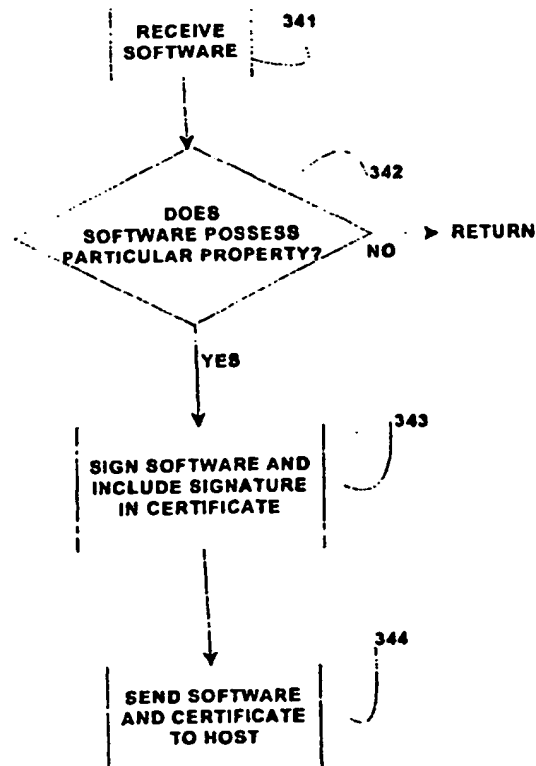 RECEIVE
SOFTWARE
341
342
DOES
SOFTWARE POSSESS
PARTICULAR PROPERTY?
NO
RETURN
YES
343
SIGN SOFTWARE AND
INCLUDE SIGNATURE
IN CERTIFICATE
344
SEND SOFTWARE
AND CERTIFICATE
TO HOST